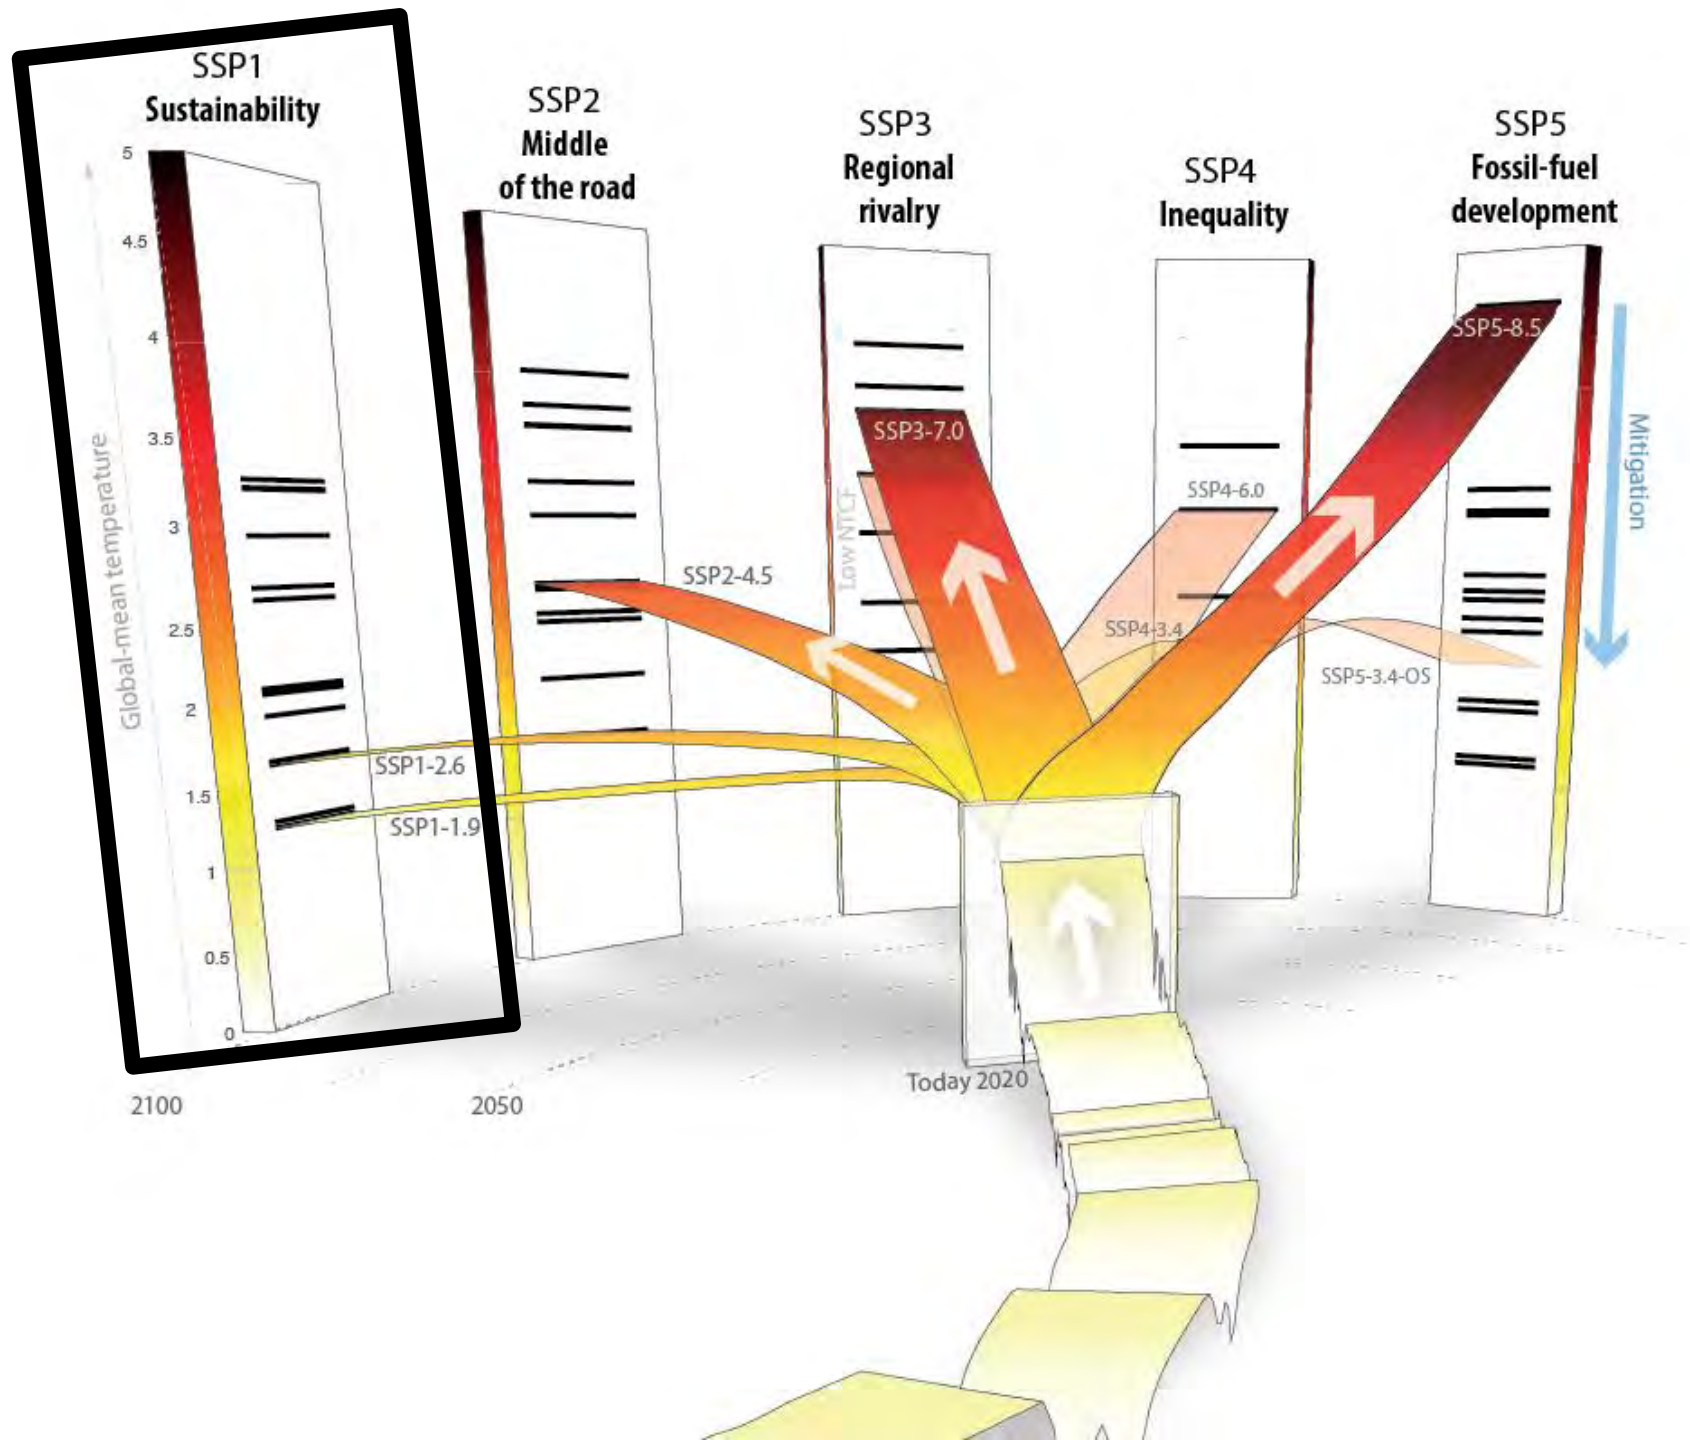 SSP1
Sustainability
SSP2
Middle
of the road
SSP3
Regional
rivalry
SSP4
Inequality
SSP5
Fossil-fuel
development
5
4.5
4
3.5
3
2.5
2
1.5
1
0.5
0
Global-mean temperature
SSP1-2.6
SSP1-1.9
SSP2-4.5
Low NTCF
SSP3-7.0
SSP4-6.0
SSP4-3.4
SSP5-8.5
SSP5-3.4-OS
Mitigation
Today 2020
2100
2050